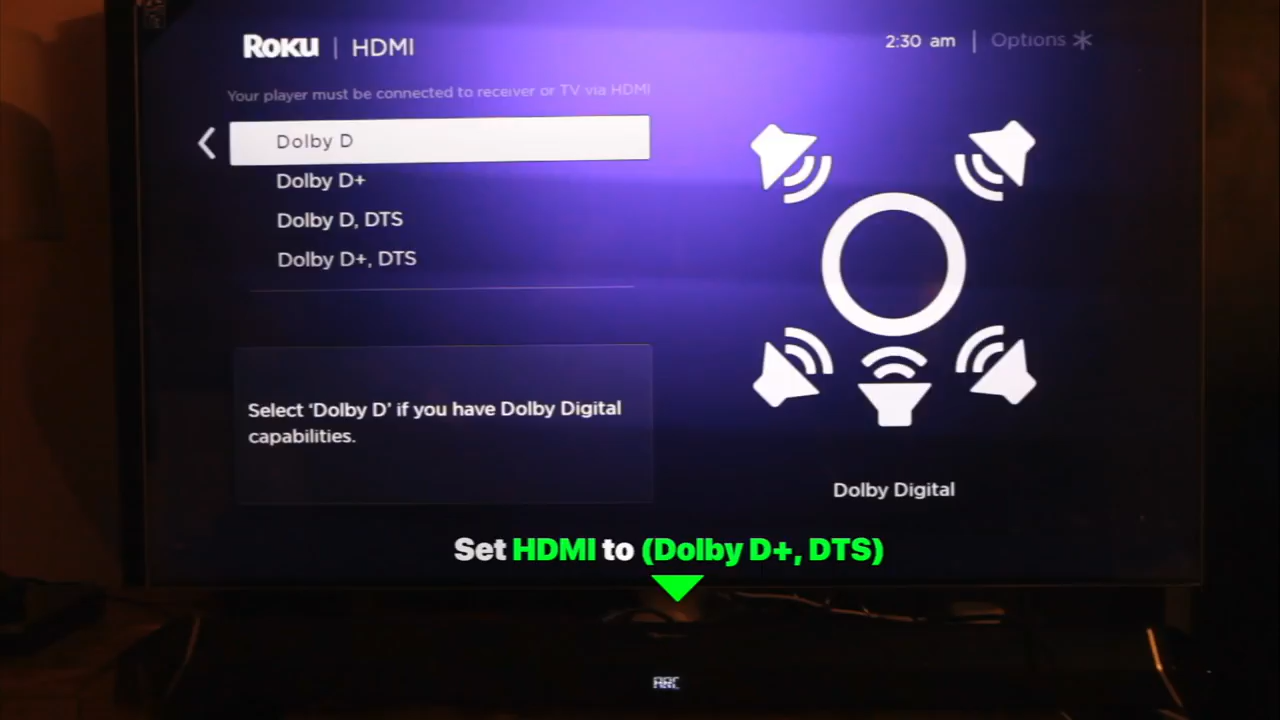 Roku | HDMI
2:30 am | Options
Your player must be connected to receiver or TV via HDMI
Dolby D
Dolby D+
Dolby D, DTS
Dolby D+, DTS
Select 'Dolby D' if you have Dolby Digital
capabilities.
Dolby Digital
Set HDMI to (Dolby D+, DTS)
ARC